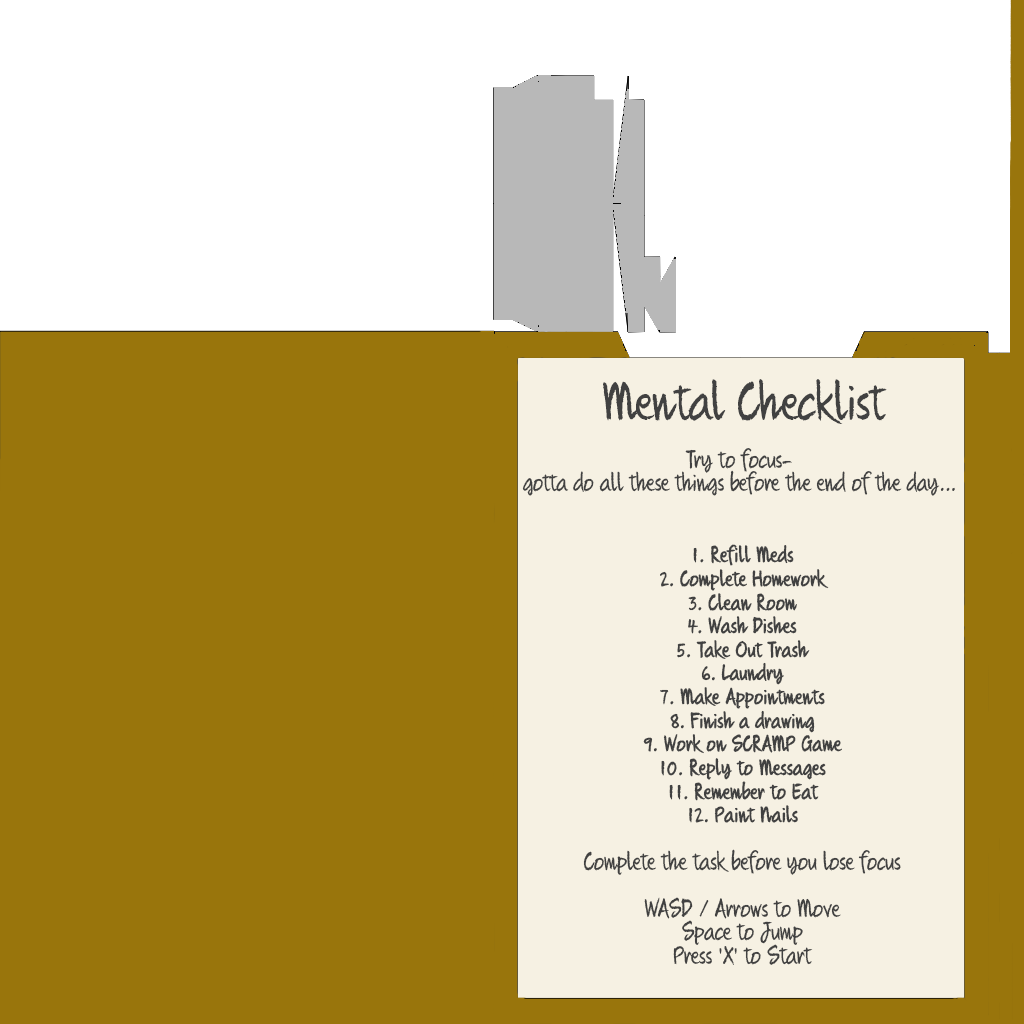 Mental Checklist
Try to focus-
gotta do all these things before the end of the day...
1. Refill Meds
2. Complete Homework
3. Clean Room
4. Wash Dishes
5. Take Out Trash
6. Laundry
7. Make Appointments
8. Finish a drawing
9. Work on SCRAMP Game
10. Reply to Messages
11. Remember to Eat
12. Paint Nails
Complete the task before you lose focus
WASD / Arrows to Move
Space to Jump
Press 'X' to Start